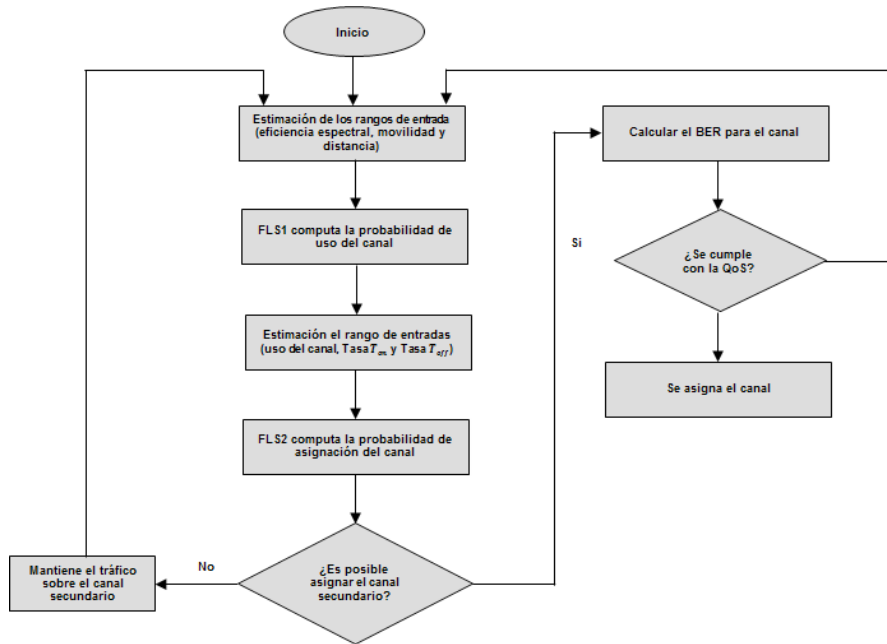 Inicio
Estimación de los rangos de entrada
(eficiencia espectral, movilidad y
distancia)
FLS1 computa la probabilidad de
uso del canal
Estimación el rango de entradas
(uso del canal, Tasa T_on y Tasa T_off)
FLS2 computa la probabilidad de
asignación del canal
¿Es posible
asignar el canal
secundario?
No
Mantiene el tráfico
sobre el canal
secundario
Si
Calcular el BER para el canal
¿Se cumple
con la QoS?
Se asigna el canal